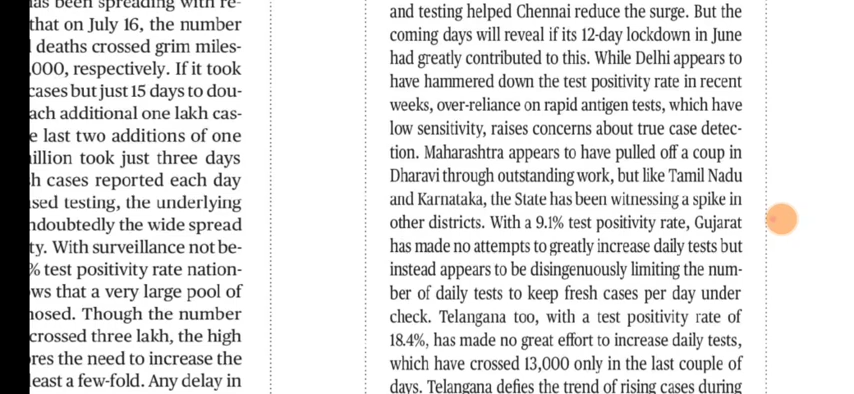 been spreading with re-
that on July 16, the number
deaths crossed grim miles-
000, respectively. If it took
cases but just 15 days to dou-
additional one lakh cas-
last two additions of one
took just three days
cases reported each day
testing, the underlying
the wide spread
With surveillance not be-
% test positivity rate nation-
that a very large pool of
Though the number
crossed three lakh, the high
the need to increase the
least a few-fold. Any delay in
and testing helped Chennai reduce the surge. But the
coming days will reveal if its 12-day lockdown in June
had greatly contributed to this. While Delhi appears to
have hammered down the test positivity rate in recent
weeks, over-reliance on rapid antigen tests, which have
low sensitivity, raises concerns about true case detec-
tion. Maharashtra appears to have pulled off a coup in
Dharavi through outstanding work, but like Tamil Nadu
and Karnataka, the State has been witnessing a spike in
other districts. With a 9.1% test positivity rate, Gujarat
has made no attempts to greatly increase daily tests but
instead appears to be disingenuously limiting the num-
ber of daily tests to keep fresh cases per day under
check. Telangana too, with a test positivity rate of
18.4%, has made no great effort to increase daily tests,
which have crossed 13,000 only in the last couple of
days. Telangana defies the trend of rising cases during